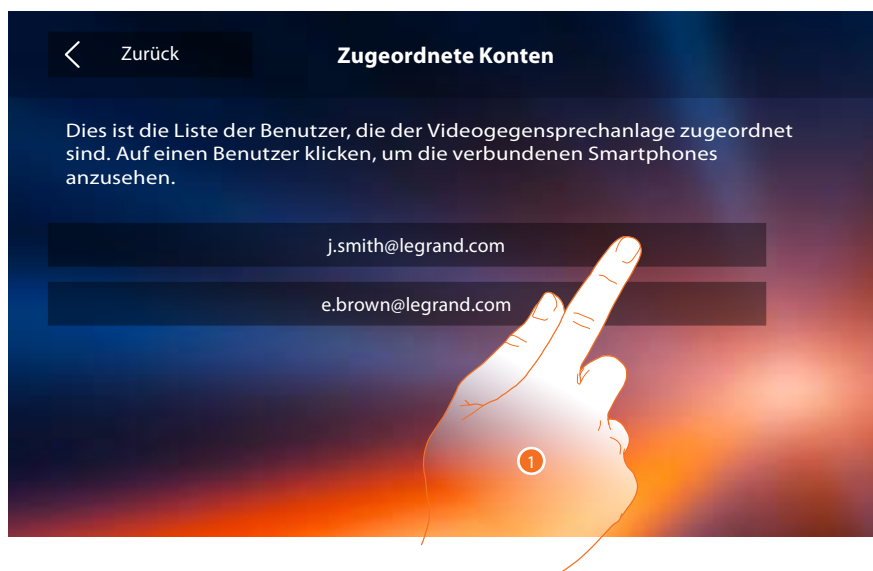 Zurück
Zugeordnete Konten
Dies ist die Liste der Benutzer, die der Videogegensprechanlage zugeordnet
sind. Auf einen Benutzer klicken, um die verbundenen Smartphones
anzusehen.
j.smith@legrand.com
e.brown@legrand.com
1